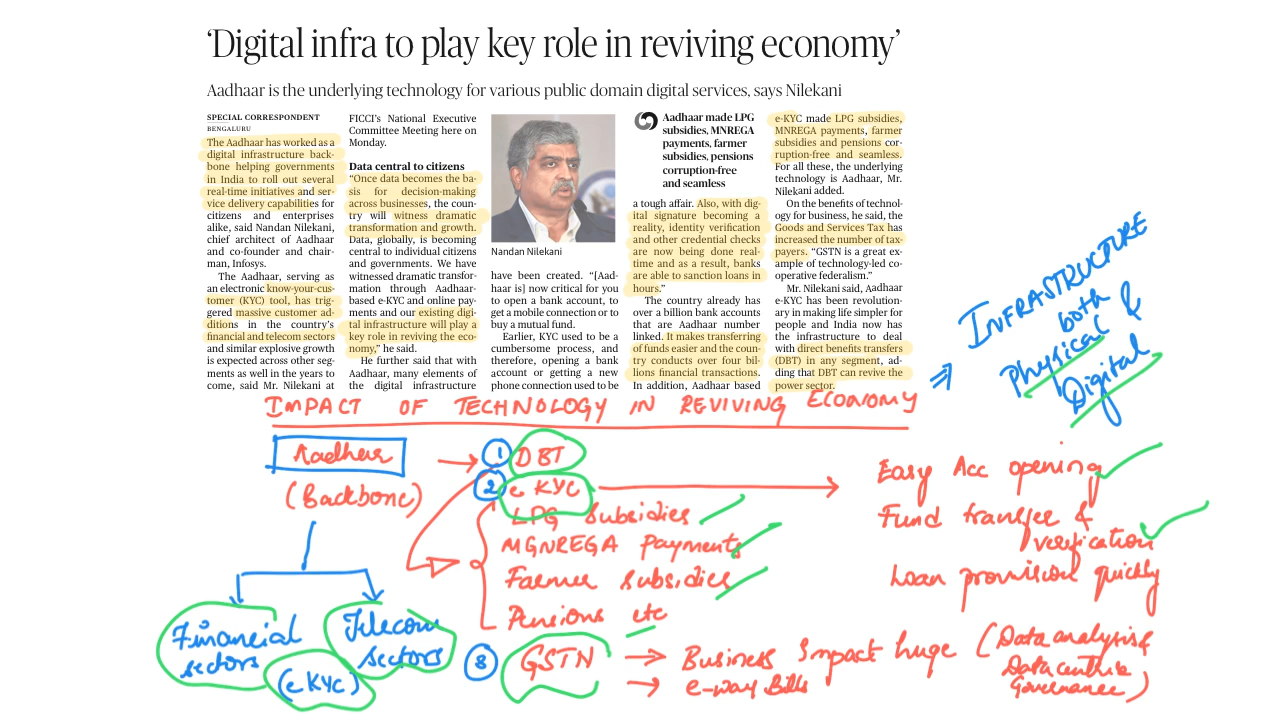 ‘Digital infra to play key role in reviving economy’
Aadhaar is the underlying technology for various public domain digital services, says Nilekani
SPECIAL CORRESPONDENT
BENGALURU
The Aadhaar has worked as a
digital infrastructure back-
bone helping governments
in India to roll out several
real-time initiatives and ser-
vice delivery capabilities for
citizens and enterprises
alike, said Nandan Nilekani,
chief architect of Aadhaar
and co-founder and chair-
man, Infosys.
The Aadhaar, serving as
an electronic know-your-cus-
tomer (KYC) tool, has trig-
gered massive customer ad-
ditions in the country's
financial and telecom sectors
and similar explosive growth
is expected across other seg-
ments as well in the years to
come, said Mr. Nilekani at
FICCI's National Executive
Committee Meeting here on
Monday.
Data central to citizens
“Once data becomes the ba-
sis for decision-making
across businesses, the coun-
try will witness dramatic
transformation and growth.
Data, globally, is becoming
central to individual citizens
and governments. We have
witnessed dramatic transfor-
mation through Aadhaar-
based e-KYC and online pay-
ments and our existing digi-
tal infrastructure will play a
key role in reviving the eco-
nomy,” he said.
He further said that with
Aadhaar, many elements of
the digital infrastructure
Nandan Nilekani
have been created. “[Aad-
haar is] now critical for you
to open a bank account, to
get a mobile connection or to
buy a mutual fund.
Earlier, KYC used to be a
cumbersome process, and
therefore, opening a bank
account or getting a new
phone connection used to be
Aadhaar made LPG
subsidies, MNREGA
payments, farmer
subsidies, pensions
corruption-free
and seamless
a tough affair. Also, with dig-
ital signature becoming a
reality, identity verification
and other credential checks
are now being done real-
time and as a result, banks
are able to sanction loans in
hours.”
The country already has
over a billion bank accounts
that are Aadhaar number
linked. It makes transferring
of funds easier and the coun-
try conducts over four bil-
lions financial transactions.
In addition, Aadhaar based
e-KYC made LPG subsidies,
MNREGA payments, farmer
subsidies and pensions cor-
ruption-free and seamless.
For all these, the underlying
technology is Aadhaar, Mr.
Nilekani added.
On the benefits of technol-
ogy for business, he said, the
Goods and Services Tax has
increased the number of tax-
payers. “GSTN is a great ex-
ample of technology-led co-
operative federalism.”
Mr. Nilekani said, Aadhaar
e-KYC has been revolution-
ary in making life simpler for
people and India now has
the infrastructure to deal
with direct benefits transfers
(DBT) in any segment, ad-
ding that DBT can revive the
power sector.
⇒ INFRASTRUCTURE
both
Physical &
Digital
IMPACT OF TECHNOLOGY IN REVIVING ECONOMY
Aadhar
(Backbone)
Financial sectors
Telecom sectors
(eKYC)
1 DBT
2 e KYC
LPG Subsidies
MGNREGA Payments
Farmer Subsidies
Pensions etc
Easy Acc opening
Fund transfer &
verification
Loan provision quickly
3 GSTN → Business Impact huge (Data analysis &
Data centric
Governance)
→ e-way Bills